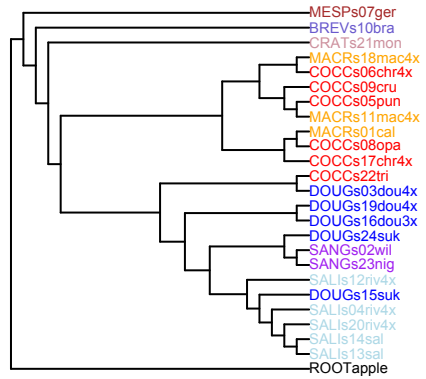 MESPs07ger
BREVs10bra
CRATs21mon
MACRs18mac4x
COCCs06chr4x
COCCs09cru
COCCs05pun
MACRs11mac4x
MACRs01cal
COCCs08opa
COCCs17chr4x
COCCs22tri
DOUGs03dou4x
DOUGs19dou4x
DOUGs16dou3x
DOUGs24suk
SANGs02wil
SANGs23nig
SALIs12riv4x
DOUGs15suk
SALIs04riv4x
SALIs20riv4x
SALIs14sal
SALIs13sal
ROOTapple